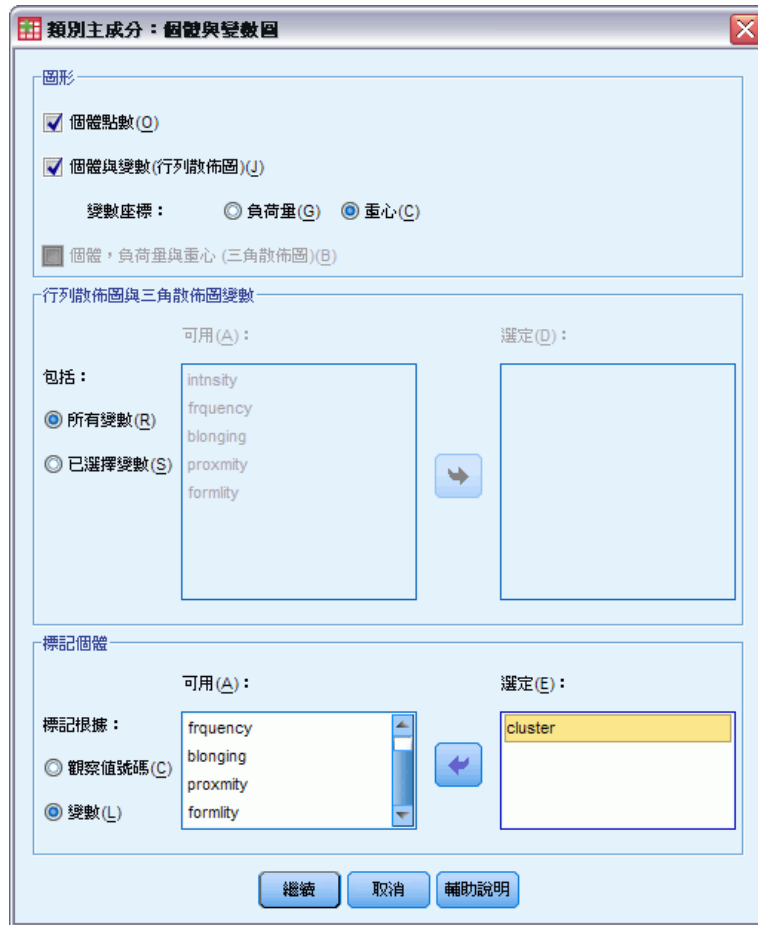 類別主成分：個體與變數圖
圖形
個體點數(O)
個體與變數(行列散佈圖)(J)
變數座標： 負荷量(G) 重心(C)
個體，負荷量與重心 (三角散佈圖)(B)
行列散佈圖與三角散佈圖變數
可用(A)： 選定(D)：
包括：
所有變數(R)
已選擇變數(S)
intnsity
frquency
blonging
proxmity
formlity
標記個體
可用(A)： 選定(E)：
標記根據：
觀察值號碼(C)
變數(L)
frquency
blonging
proxmity
formlity
cluster
繼續 取消 輔助說明